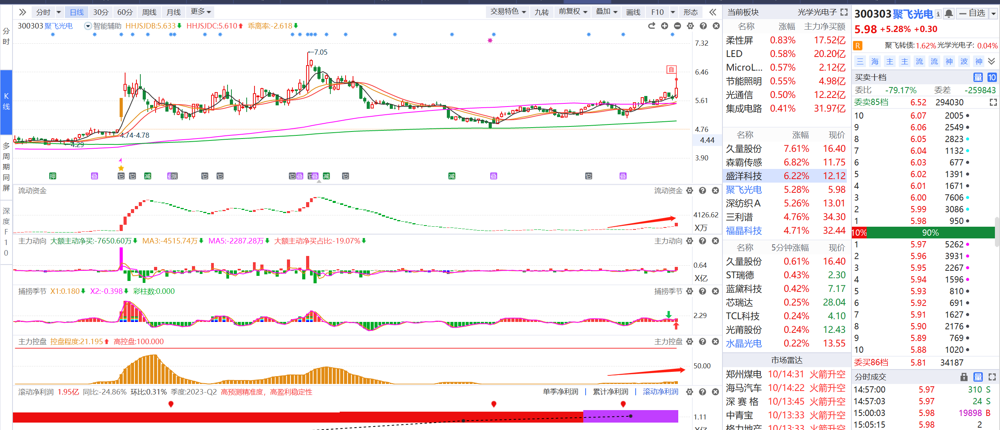 分时 日线 30分 60分 周线 月线 更多
交易特色 九转 前复权 叠加 画线 F10 形态
分时
K线
多周期同屏
深度F10
300303 聚飞光电 智能辅助 HHJSJDB:5.633 HHJSJDC:5.610 乖离率:-2.618
7.32
←7.05
6.46
自
5.61
4.76
4.74-4.78
4.44
←4.29
3.90
押 叠 它 它 减 派 它 它 它 叠 叠 减 它 减 叠 它 叠
流动资金 流动资金
4126.62
X万
主力动向 大额主动净买:-7650.60万 MA3:-4515.74万 MA5:-2287.28万 大额主动净买占比:-19.07% 主力动向
0.64
X亿
捕捞季节 X1:0.180 X2:-0.398 彩柱数:0.000 捕捞季节
2.29
主力控盘 控盘程度:21.195 高控盘:100.000 主力控盘
50.00
滚动净利润 1.95亿 同比:-24.86% 环比:0.31% 季度:2023-Q2 高预测精准度，高盈利稳定性 单季净利润 | 累计净利润 | 滚动净利润
1.11
X亿
当前板块 光学光电子
名称 涨幅 主力净买额
柔性屏 0.83% 17.52亿
LED 0.58% 20.20亿
MicroL... 0.57% 2.12亿
节能照明 0.55% 4.98亿
光通信 0.50% 12.22亿
集成电路 0.41% 31.97亿
名称 涨幅 现价
久量股份 7.61% 16.40
森霸传感 6.82% 11.75
盛洋科技 6.22% 12.12
聚飞光电 5.28% 5.98
深纺织A 5.26% 13.01
三利谱 4.76% 34.30
福晶科技 4.71% 32.44
名称 5分钟涨幅 现价
久量股份 0.61% 16.40
ST瑞德 0.43% 2.30
蓝黛科技 0.42% 7.17
芯瑞达 0.25% 28.04
TCL科技 0.24% 4.10
光莆股份 0.24% 12.43
水晶光电 0.22% 13.55
市场雷达
郑州煤电 10/14:31 火箭升空
海马汽车 10/14:22 火箭升空
深 赛 格 10/13:45 火箭升空
中青宝 10/13:33 火箭升空
格力地产 10/13:33 火箭升空
300303 聚飞光电 i 一 自选
5.98 +5.28% +0.30
R 聚飞转债:1.62% 光学光电子: 0.04%
三 海 主 主 流 流 神 波 神
买卖十档 量 10
委比 -79.17% 委差 -259843
委卖85档 6.52 294030
10 6.07 2005
9 6.06 2549
8 6.05 2823
7 6.04 1132
6 6.03 677
5 6.02 1391
4 6.01 1671
3 6.00 7606
2 5.99 3086
1 5.98 950
10% 90%
1 5.97 5262
2 5.96 3931
3 5.95 2267
4 5.94 1596
5 5.93 810
6 5.92 691
7 5.91 1627
8 5.90 2176
9 5.89 769
10 5.88 1020
委买86档 5.81 34187
分时成交 量
14:57:00 5.97 310 S
14:57:03 5.97 24 S
15:00:03 5.98 19898 B
15:05:15 5.98 2